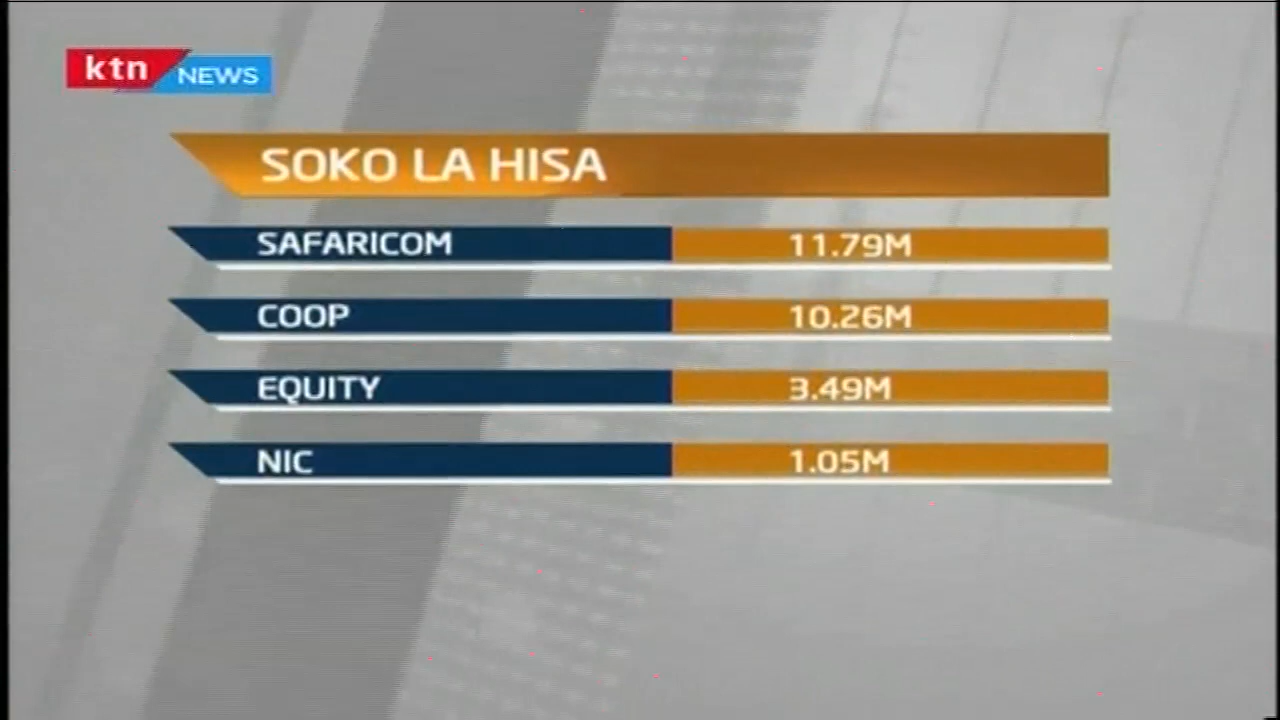 ktn NEWS
SOKO LA HISA
SAFARICOM 11.79M
COOP 10.26M
EQUITY 3.49M
NIC 1.05M